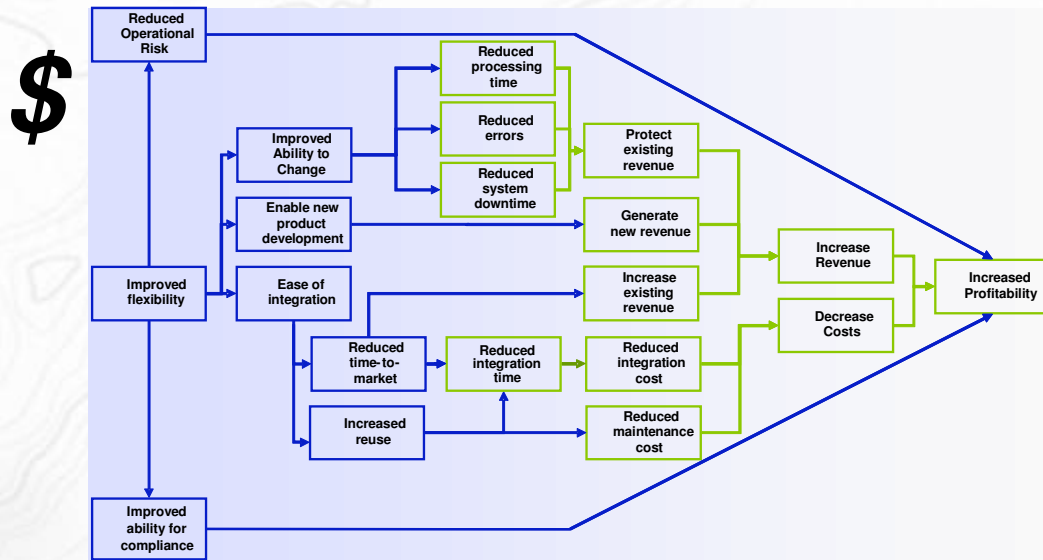 $
Reduced
Operational
Risk
Reduced
processing
time
Reduced
errors
Reduced
system
downtime
Improved
Ability to
Change
Protect
existing
revenue
Enable new
product
development
Generate
new revenue
Improved
flexibility
Ease of
integration
Increase
existing
revenue
Increase
Revenue
Increased
Profitability
Decrease
Costs
Reduced
time-to-
market
Reduced
integration
time
Reduced
integration
cost
Increased
reuse
Reduced
maintenance
cost
Improved
ability for
compliance